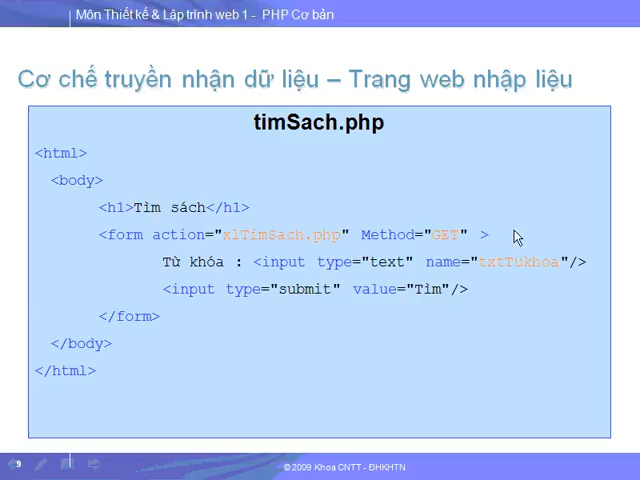 Môn Thiết kế & Lập trình web 1 - PHP Cơ bản
Cơ chế truyền nhận dữ liệu – Trang web nhập liệu
timSach.php
<html>
<body>
<h1>Tìm sách</h1>
<form action="xlTimSach.php" Method="GET" >
Từ khóa : <input type="text" name="txtTukhoa"/>
<input type="submit" value="Tìm"/>
</form>
</body>
</html>
9
© 2009 Khoa CNTT - ĐHKHTN